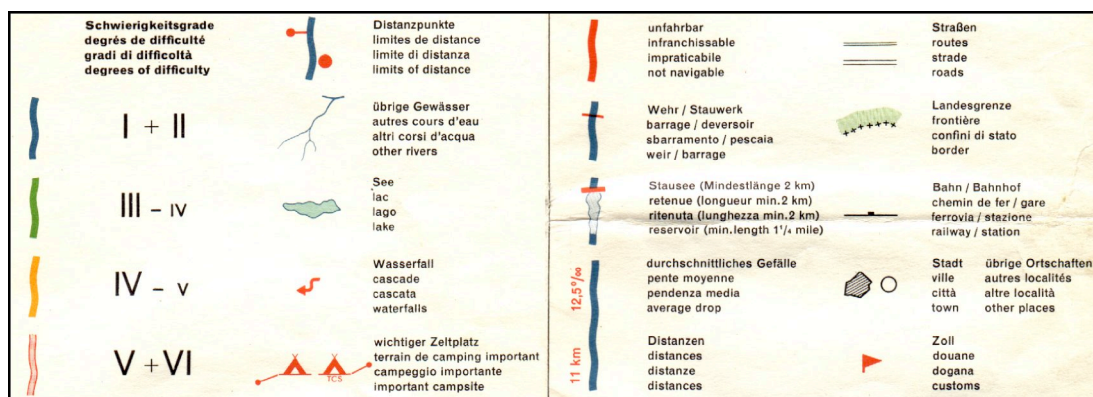 Schwierigkeitsgrade
degrés de difficulté
gradi di difficoltà
degrees of difficulty
Distanzpunkte
limites de distance
limite di distanza
limits of distance
I + II
übrige Gewässer
autres cours d'eau
altri corsi d'acqua
other rivers
III – IV
See
lac
lago
lake
IV – V
Wasserfall
cascade
cascata
waterfalls
V + VI
TCS
wichtiger Zeltplatz
terrain de camping important
campeggio importante
important campsite
unfahrbar
infranchissable
impraticabile
not navigable
Straßen
routes
strade
roads
Wehr / Stauwerk
barrage / deversoir
sbarramento / pescaia
weir / barrage
Landesgrenze
frontière
confini di stato
border
Stausee (Mindestlänge 2 km)
retenue (longueur min. 2 km)
ritenuta (lunghezza min. 2 km)
reservoir (min. length 1¹/₄ mile)
Bahn / Bahnhof
chemin de fer / gare
ferrovia / stazione
railway / station
12,5°/∞
durchschnittliches Gefälle
pente moyenne
pendenza media
average drop
Stadt übrige Ortschaften
ville autres localités
città altre località
town other places
11 km
Distanzen
distances
distanze
distances
Zoll
douane
dogana
customs